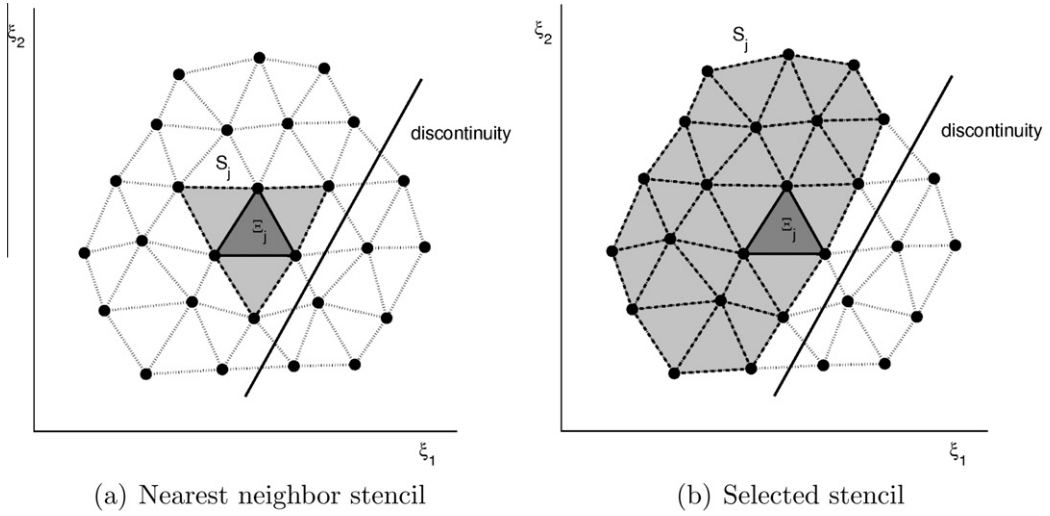 ξ₂
S_j
discontinuity
Ξ_j
ξ₁
(a) Nearest neighbor stencil
ξ₂
S_j
discontinuity
Ξ_j
ξ₁
(b) Selected stencil